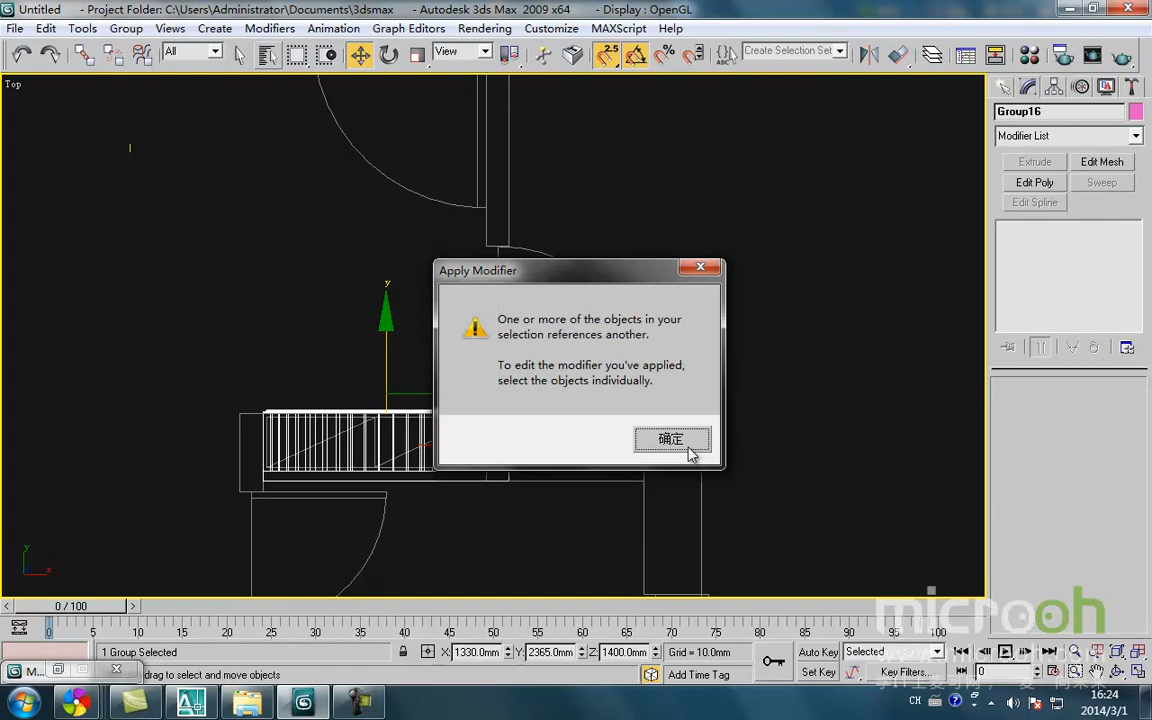 Untitled - Project Folder: C:\Users\Administrator\Documents\3dsmax - Autodesk 3ds Max 2009 x64 - Display : OpenGL
File Edit Tools Group Views Create Modifiers Animation Graph Editors Rendering Customize MAXScript Help
All View 2.5 Create Selection Set
Top
Group16
Modifier List
Extrude Edit Mesh
Edit Poly Sweep
Edit Spline
y
Apply Modifier
One or more of the objects in your
selection references another.
To edit the modifier you've applied,
select the objects individually.
确定
y
x
0 / 100
microoh
0 5 10 15 20 25 30 35 40 45 50 55 60 65 70 75 80 85 90 95 100
1 Group Selected X: 1330.0mm Y: 2365.0mm Z: 1400.0mm Grid = 10.0mm Auto Key Selected
M... drag to select and move objects Add Time Tag Set Key Key Filters... 0
CH 16:24
2014/3/1